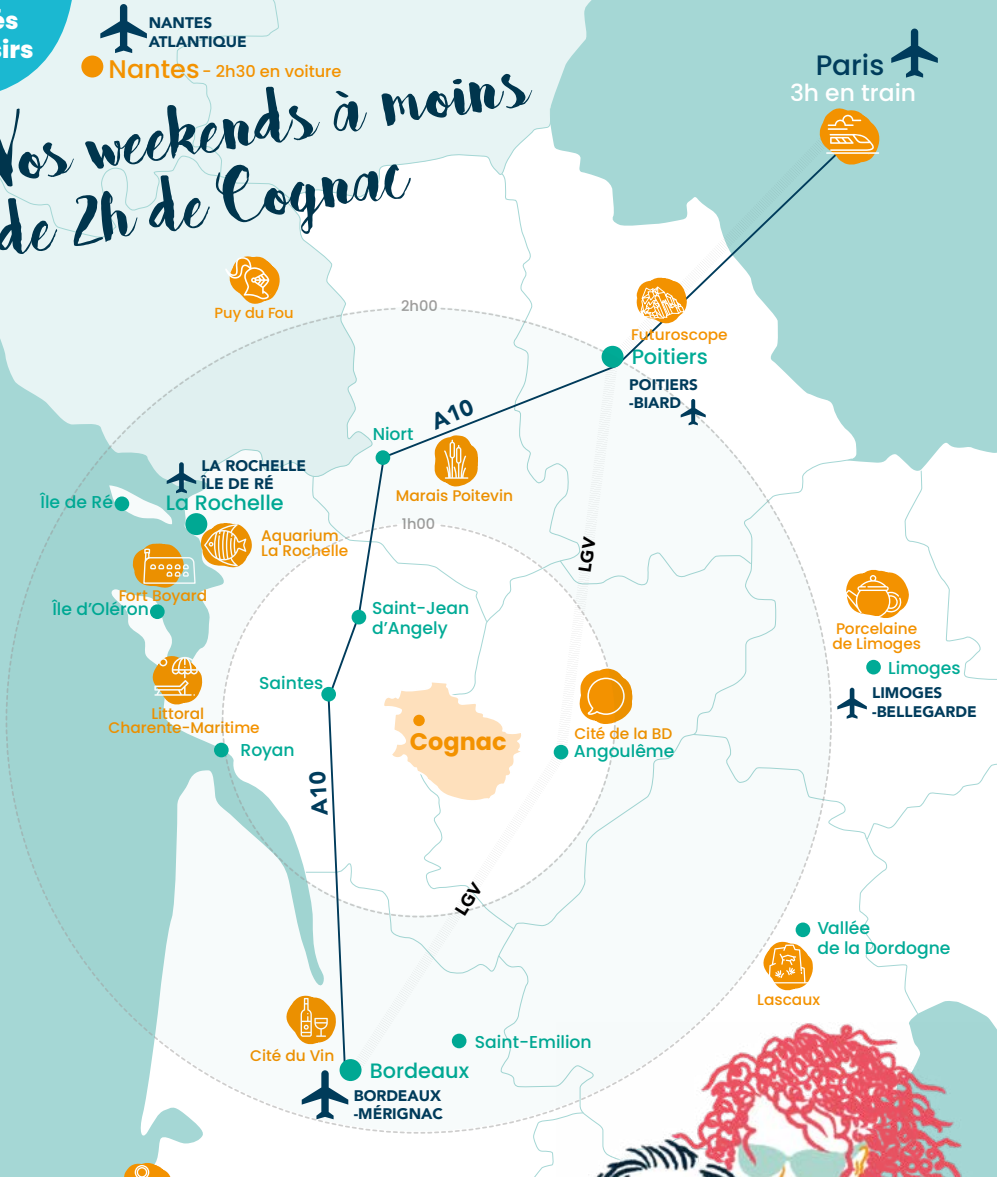 és
sirs
NANTES
ATLANTIQUE
Nantes - 2h30 en voiture
Paris
3h en train
Vos weekends à moins
de 2h de Cognac
Puy du Fou
2h00
Futuroscope
Poitiers
POITIERS
-BIARD
A10
Niort
Marais Poitevin
LA ROCHELLE
ÎLE DE RÉ
Île de Ré
La Rochelle
1h00
Aquarium
La Rochelle
LGV
Fort Boyard
Île d'Oléron
Saint-Jean
d'Angely
Porcelaine
de Limoges
Limoges
LIMOGES
-BELLEGARDE
Saintes
Littoral
Charente-Maritime
Royan
Cognac
Cité de la BD
Angoulême
A10
LGV
Vallée
de la Dordogne
Lascaux
Cité du Vin
Saint-Emilion
Bordeaux
BORDEAUX
-MÉRIGNAC